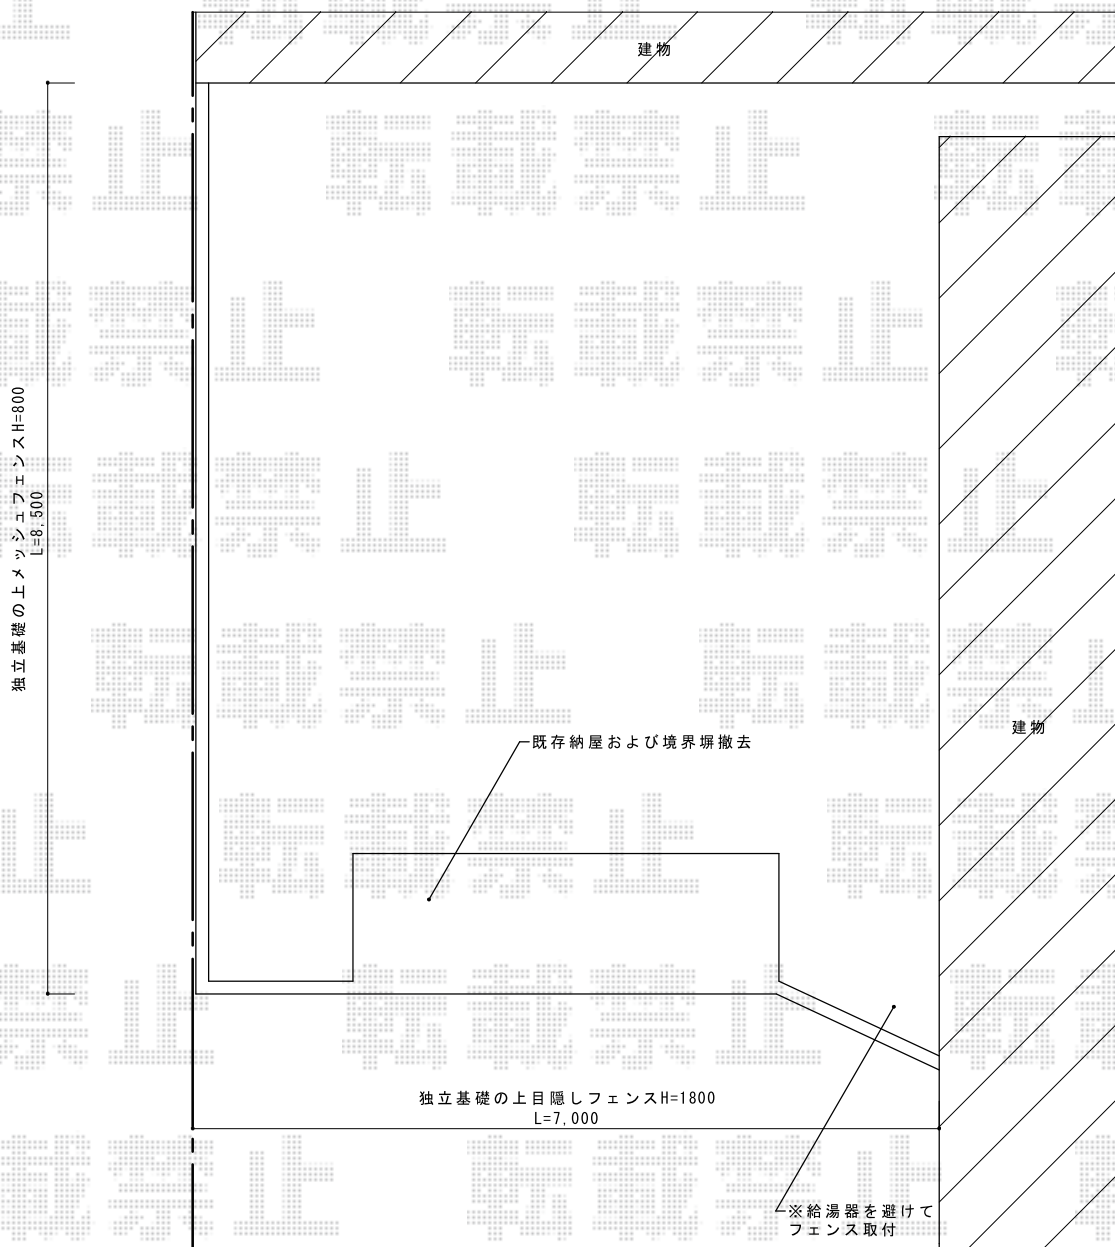 建物
独立基礎の上メッシュフェンスH=800
L=8,500
建物
既存納屋および境界塀撤去
独立基礎の上目隠しフェンスH=1800
L=7,000
※給湯器を避けて
フェンス取付
転載禁止